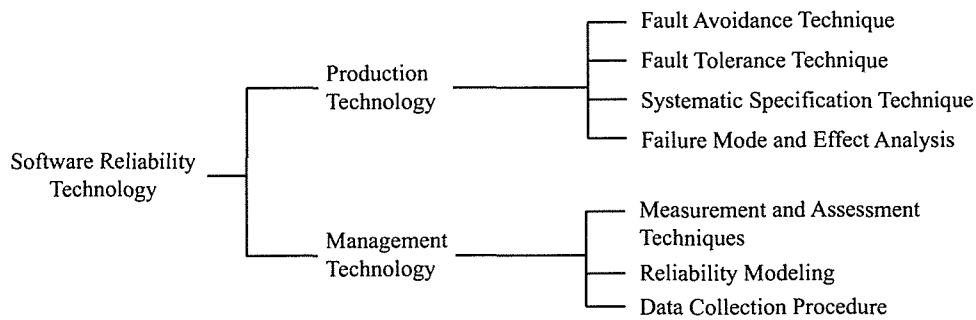 Fault Avoidance Technique
Production
Technology
Fault Tolerance Technique
Systematic Specification Technique
Failure Mode and Effect Analysis
Software Reliability
Technology
Management
Technology
Measurement and Assessment
Techniques
Reliability Modeling
Data Collection Procedure